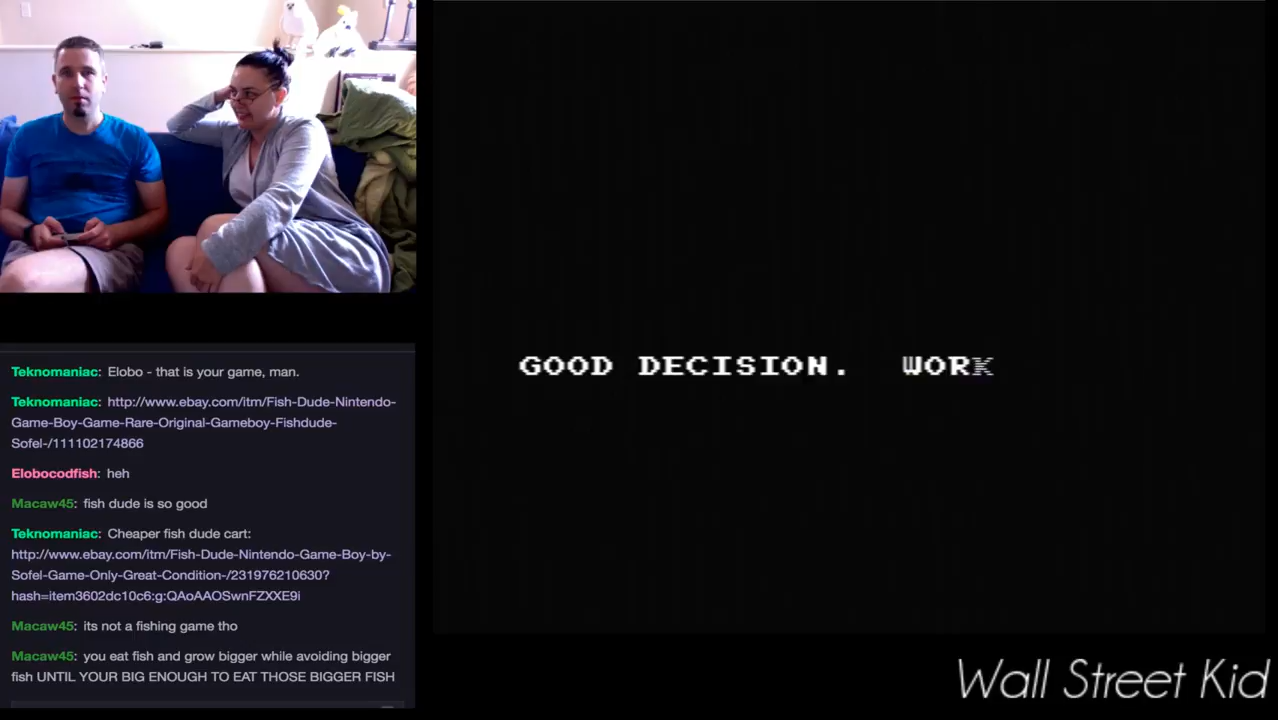 Teknomaniac: Elobo - that is your game, man.
Teknomaniac: http://www.ebay.com/itm/Fish-Dude-Nintendo-
Game-Boy-Game-Rare-Original-Gameboy-Fishdude-
Sofel-/111102174866
Elobocodfish: heh
Macaw45: fish dude is so good
Teknomaniac: Cheaper fish dude cart:
http://www.ebay.com/itm/Fish-Dude-Nintendo-Game-Boy-by-
Sofel-Game-Only-Great-Condition-/231976210630?
hash=item3602dc10c6:g:QAoAAOSwnFZXXE9i
Macaw45: its not a fishing game tho
Macaw45: you eat fish and grow bigger while avoiding bigger
fish UNTIL YOUR BIG ENOUGH TO EAT THOSE BIGGER FISH
GOOD DECISION. WORK
Wall Street Kid